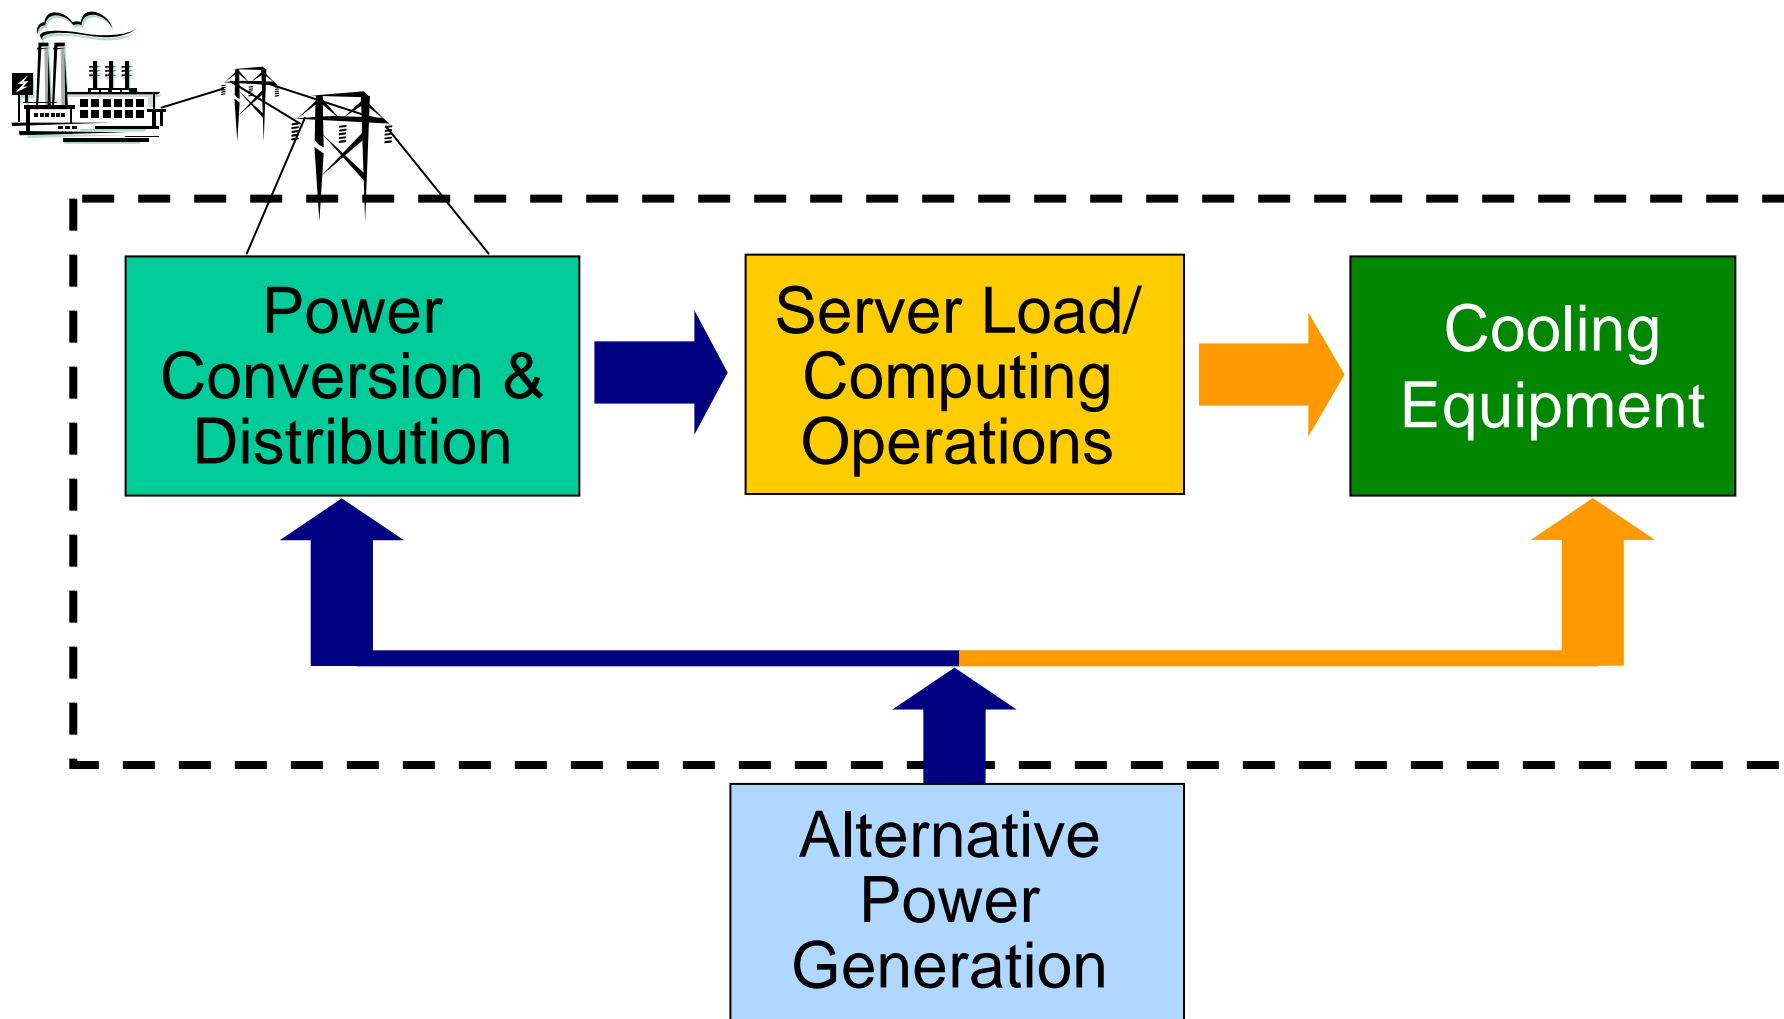 Power
Conversion &
Distribution
Server Load/
Computing
Operations
Cooling
Equipment
Alternative
Power
Generation